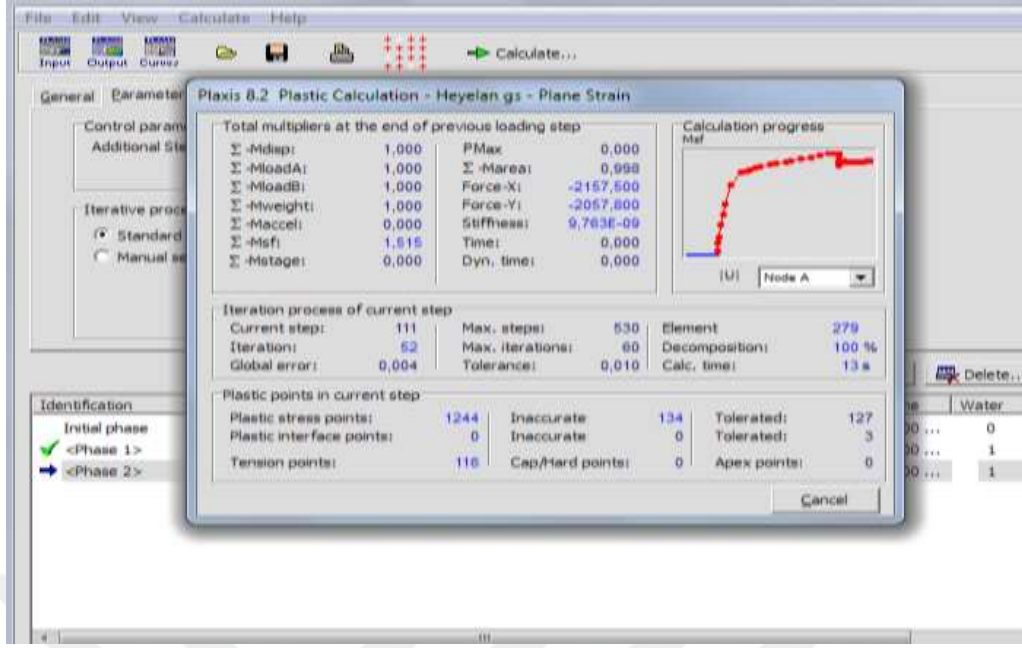 File Edit View Calculate Help
Input Output Curves Calculate...
General Parameter
Plaxis 8.2 Plastic Calculation - Heyelan gs - Plane Strain
Control param
Additional Ste
Iterative proce
Standard
Manual se
Total multipliers at the end of previous loading step
Σ -Mdisp: 1,000 PMax 0,000
Σ -MloadA: 1,000 Σ -Marea: 0,998
Σ -MloadB: 1,000 Force-X: -2157,500
Σ -Mweight: 1,000 Force-Y: -2057,800
Σ -Maccel: 0,000 Stiffness: 9,763E-09
Σ -Msf: 1,515 Time: 0,000
Σ -Mstage: 0,000 Dyn. time: 0,000
Calculation progress
Msf
|U| Node A
Iteration process of current step
Current step: 111 Max. steps: 530 Element 279
Iteration: 52 Max. iterations: 60 Decomposition: 100 %
Global error: 0,004 Tolerance: 0,010 Calc. time: 13 s
Plastic points in current step
Plastic stress points: 1244 Inaccurate 134 Tolerated: 127
Plastic interface points: 0 Inaccurate 0 Tolerated: 3
Tension points: 116 Cap/Hard points: 0 Apex points: 0
Cancel
Delete..
Identification Water
Initial phase 0
<Phase 1> 1
<Phase 2> 1